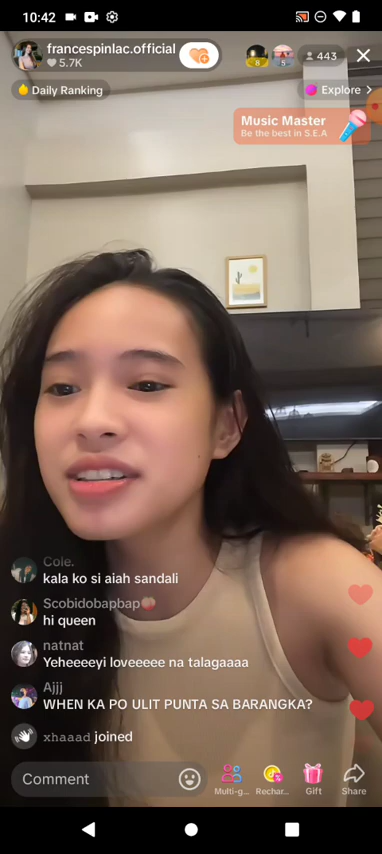 10:42
francespinlac.official
5.7K
8
5
443
Daily Ranking
Explore
Music Master
Be the best in S.E.A
Cole.
kala ko si aiah sandali
Scobidobapbap🍑
hi queen
natnat
Yeheeeeyi loveeeee na talagaaaa
Ajjj
WHEN KA PO ULIT PUNTA SA BARANGKA?
xhaaad joined
Comment
Multi-g...
Rechar...
Gift
Share